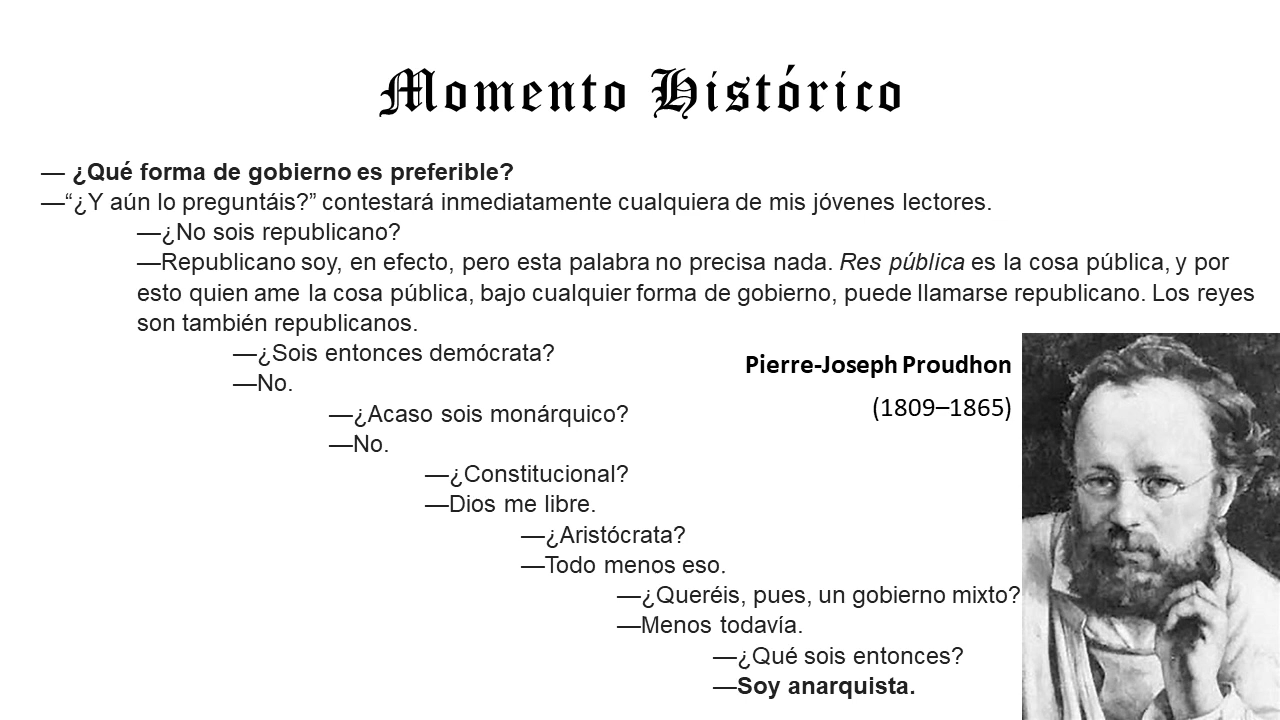 Momento Histórico
— ¿Qué forma de gobierno es preferible?
—“¿Y aún lo preguntáis?” contestará inmediatamente cualquiera de mis jóvenes lectores.
—¿No sois republicano?
—Republicano soy, en efecto, pero esta palabra no precisa nada. Res pública es la cosa pública, y por
esto quien ame la cosa pública, bajo cualquier forma de gobierno, puede llamarse republicano. Los reyes
son también republicanos.
—¿Sois entonces demócrata?
—No.
Pierre-Joseph Proudhon
(1809–1865)
—¿Acaso sois monárquico?
—No.
—¿Constitucional?
—Dios me libre.
—¿Aristócrata?
—Todo menos eso.
—¿Queréis, pues, un gobierno mixto?
—Menos todavía.
—¿Qué sois entonces?
—Soy anarquista.